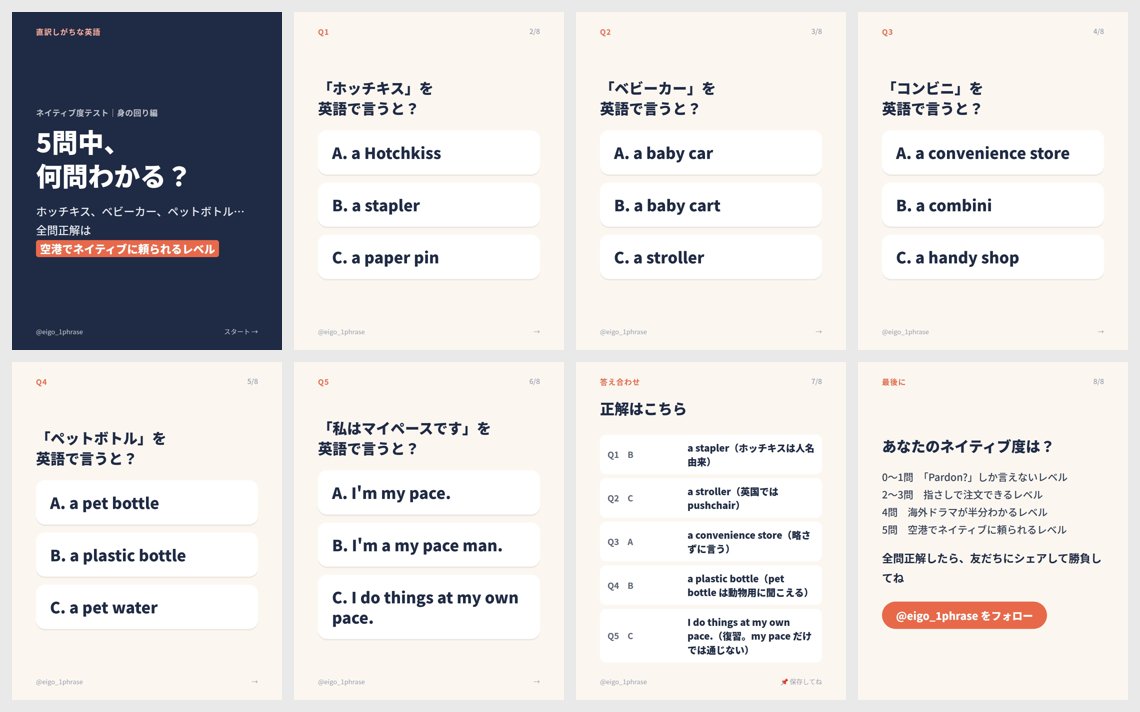 直訳しがちな英語
ネイティブ度テスト｜身の回り編
5問中、
何問わかる？
ホッチキス、ベビーカー、ペットボトル…
全問正解は
空港でネイティブに頼られるレベル
@eigo_1phrase
スタート →
Q1
2/8
「ホッチキス」を
英語で言うと？
A. a Hotchkiss
B. a stapler
C. a paper pin
@eigo_1phrase
→
Q2
3/8
「ベビーカー」を
英語で言うと？
A. a baby car
B. a baby cart
C. a stroller
@eigo_1phrase
→
Q3
4/8
「コンビニ」を
英語で言うと？
A. a convenience store
B. a combini
C. a handy shop
@eigo_1phrase
→
Q4
5/8
「ペットボトル」を
英語で言うと？
A. a pet bottle
B. a plastic bottle
C. a pet water
@eigo_1phrase
→
Q5
6/8
「私はマイペースです」を
英語で言うと？
A. I'm my pace.
B. I'm a my pace man.
C. I do things at my own
pace.
@eigo_1phrase
→
答え合わせ
7/8
正解はこちら
Q1 B a stapler（ホッチキスは人名
由来）
Q2 C a stroller（英国では
pushchair）
Q3 A a convenience store（略さ
ずに言う）
Q4 B a plastic bottle（pet
bottle は動物用に聞こえる）
Q5 C I do things at my own
pace.（復習。my pace だけ
では通じない）
@eigo_1phrase
📌 保存してね
最後に
8/8
あなたのネイティブ度は？
0〜1問 「Pardon?」しか言えないレベル
2〜3問 指さしで注文できるレベル
4問 海外ドラマが半分わかるレベル
5問 空港でネイティブに頼られるレベル
全問正解したら、友だちにシェアして勝負し
てね
@eigo_1phrase をフォロー